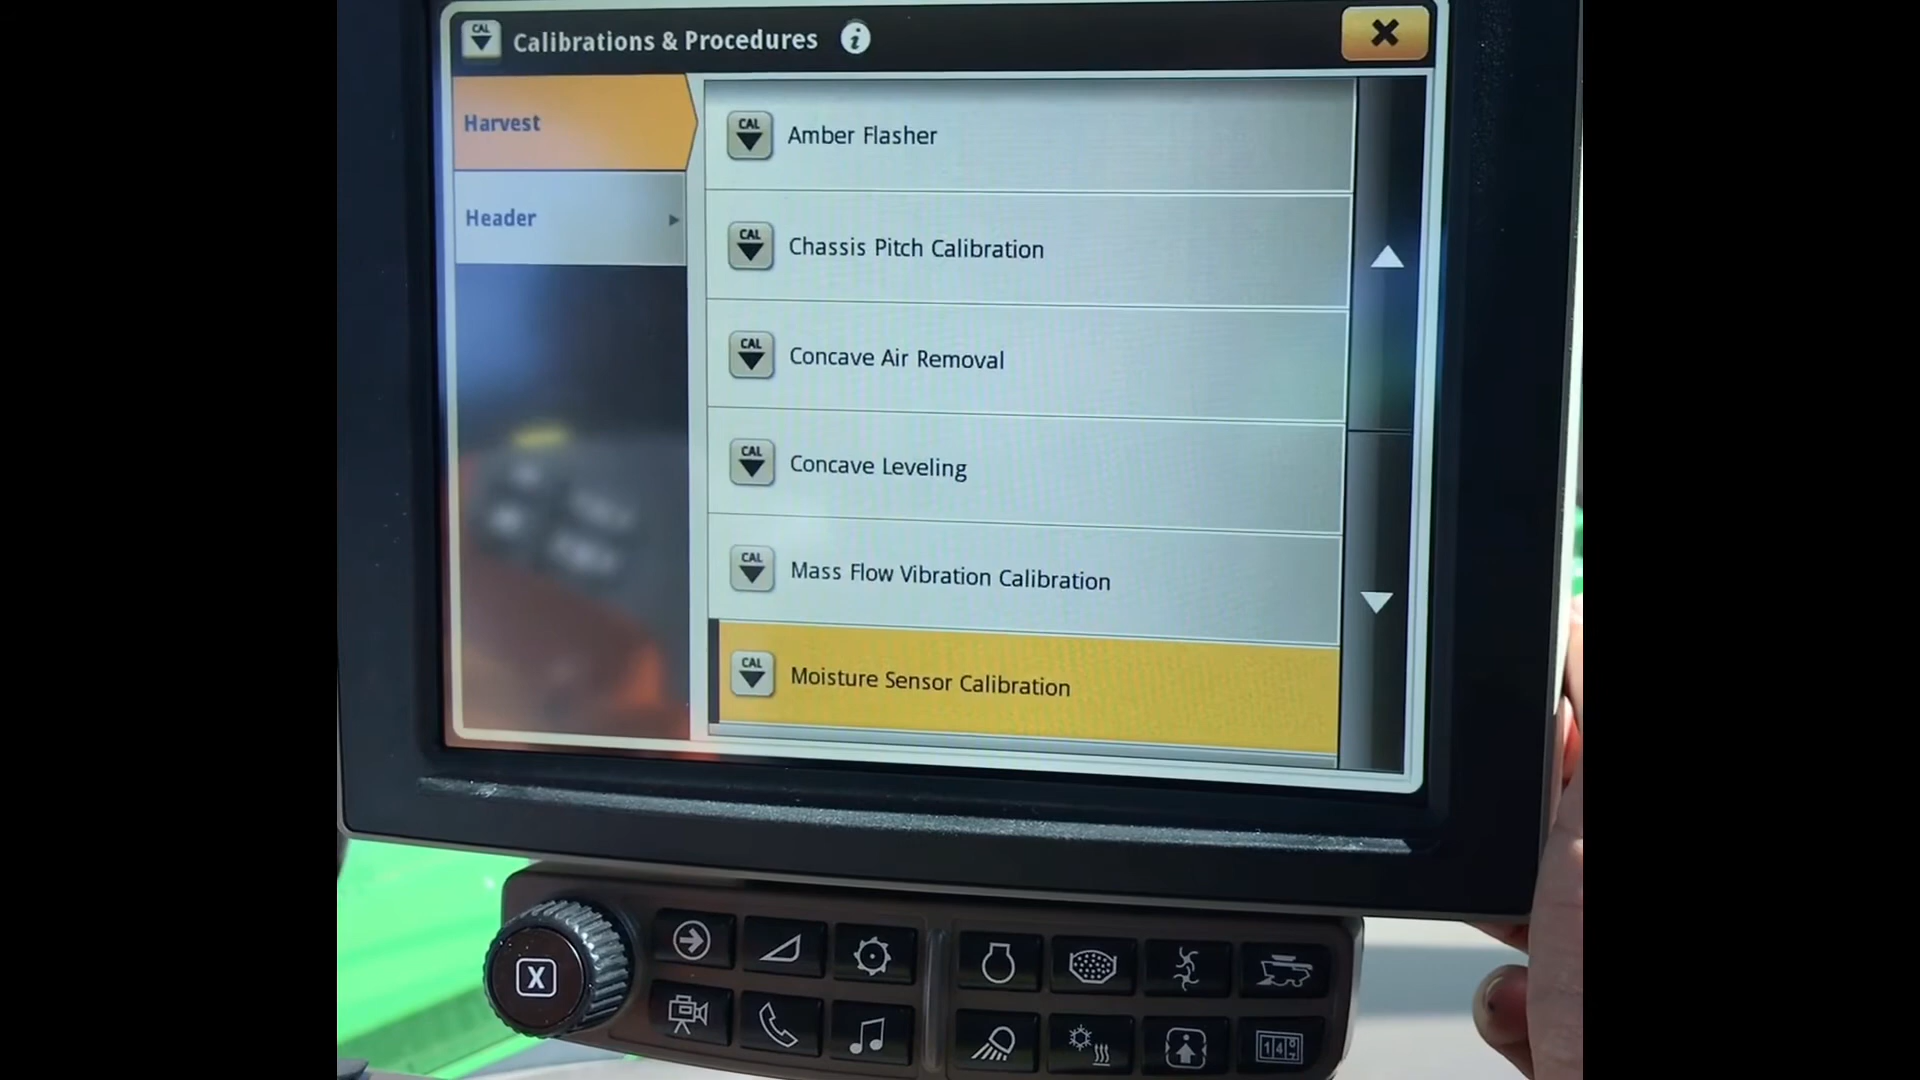 CAL
Calibrations & Procedures i
X
Harvest
Header
CAL
Amber Flasher
CAL
Chassis Pitch Calibration
CAL
Concave Air Removal
CAL
Concave Leveling
CAL
Mass Flow Vibration Calibration
CAL
Moisture Sensor Calibration
X